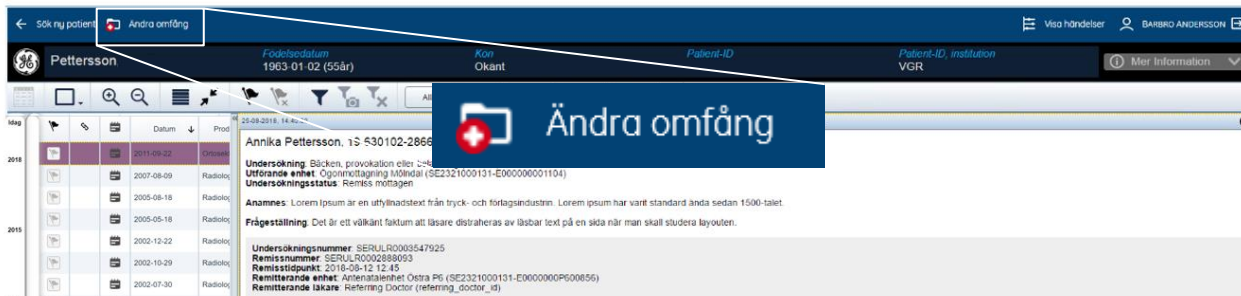 Sök ny patient Ändra omfång Visa händelser BARBRO ANDERSSON
Pettersson
Födelsedatum Kön Patient-ID Patient-ID, institution
1963-01-02 (55år) Okänt VGR
Mer Information
Ändra omfång
Idag Datum Prod
2018
2015
2011-09-22
2007-08-09 Radiolog
2005-08-18 Radiolog
2005-05-18 Radiolog
2002-12-22 Radiolog
2002-10-29 Radiolog
2002-07-30 Radiolog
Annika Pettersson, 630102-2866
Undersökning: Bäcken, provokation eller
Utförande enhet: Ögonmottagning Mölndal (SE2321000131-E000000001104)
Undersökningsstatus: Remiss mottagen
Anamnes: Lorem Ipsum är en utfyllnadstext från tryck- och förlagsindustrin. Lorem ipsum har varit standard ända sedan 1500-talet.
Frågeställning: Det är ett välkänt faktum att läsare distraheras av läsbar text på en sida när man skall studera layouten.
Undersökningsnummer: SERULR0003547925
Remissnummer: SERULR0002888093
Remisstidpunkt: 2018-08-12 12:45
Remitterande enhet: Antenatalenhet Östra P6 (SE2321000131-E0000000P600856)
Remitterande läkare: Referring Doctor (referring_doctor_id)